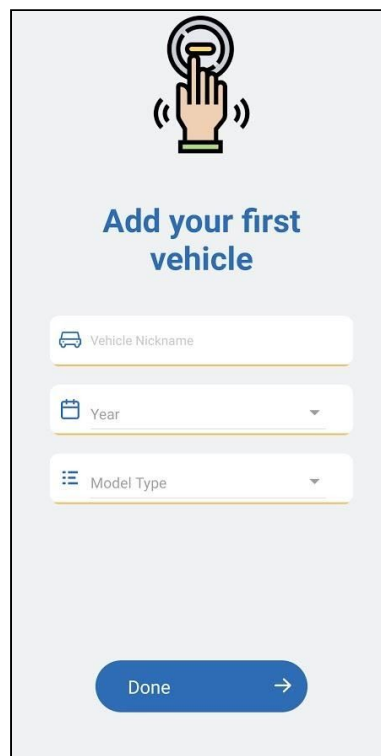 Add your first
vehicle
Vehicle Nickname
Year
Model Type
Done